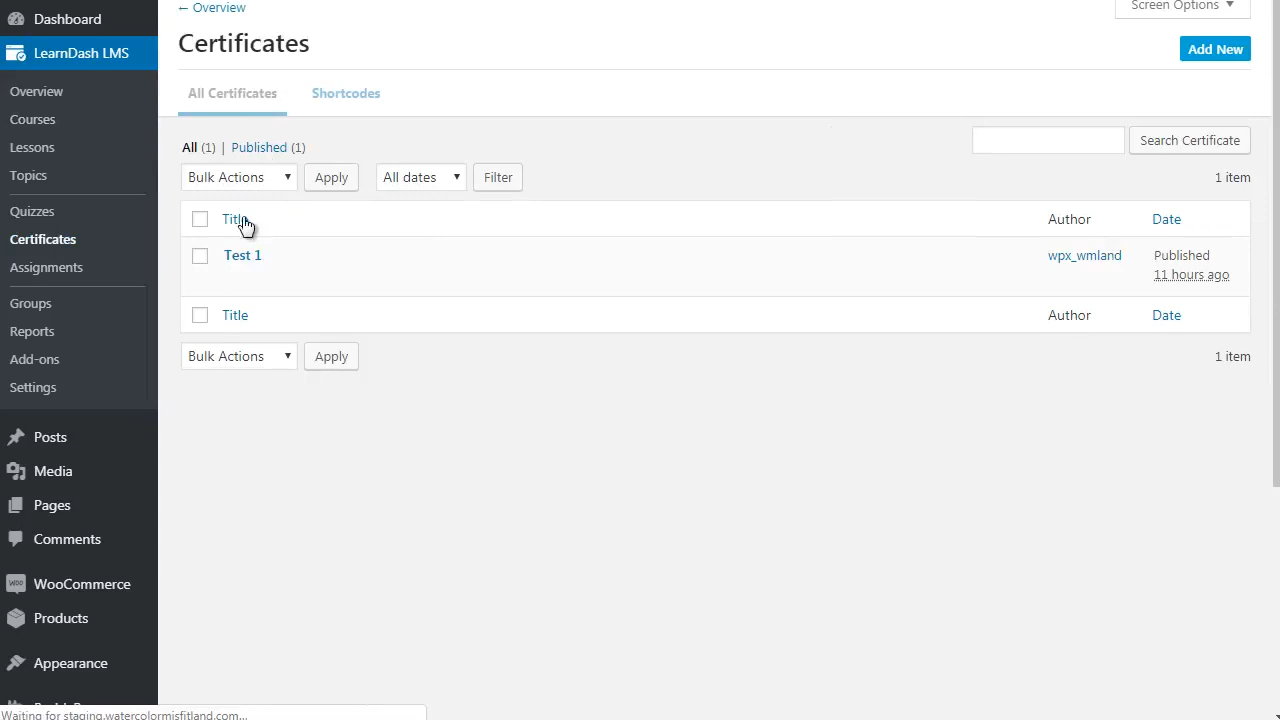 Dashboard
LearnDash LMS
Overview
Courses
Lessons
Topics
Quizzes
Certificates
Assignments
Groups
Reports
Add-ons
Settings
Posts
Media
Pages
Comments
WooCommerce
Products
Appearance
← Overview
Screen Options ▼
Certificates
Add New
All Certificates Shortcodes
All (1) | Published (1)
Search Certificate
Bulk Actions ▼ Apply All dates ▼ Filter 1 item
Title Author Date
Test 1 wpx_wmland Published
11 hours ago
Title Author Date
Bulk Actions ▼ Apply 1 item
Waiting for staging.watercolormisfitland.com...